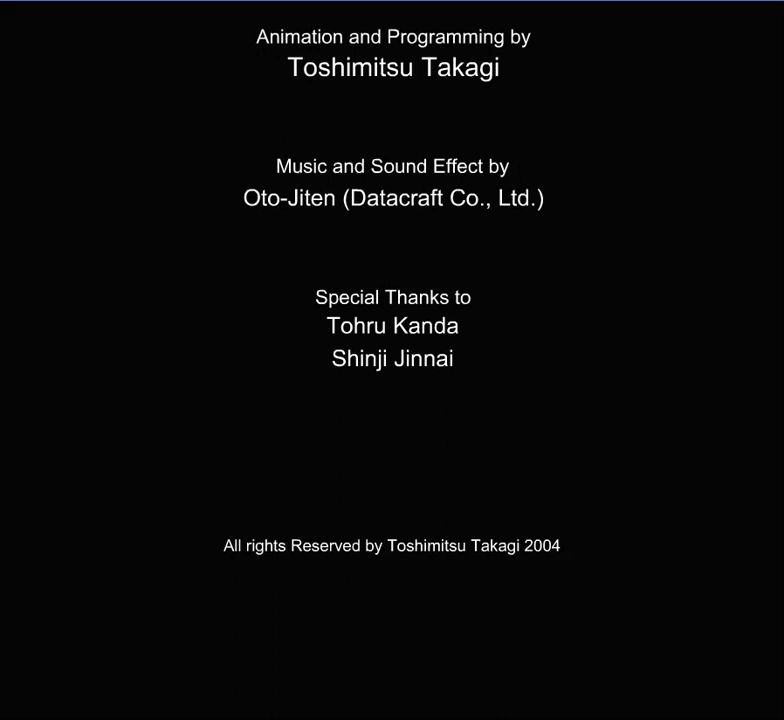 Animation and Programming by
Toshimitsu Takagi
Music and Sound Effect by
Oto-Jiten (Datacraft Co., Ltd.)
Special Thanks to
Tohru Kanda
Shinji Jinnai
All rights Reserved by Toshimitsu Takagi 2004